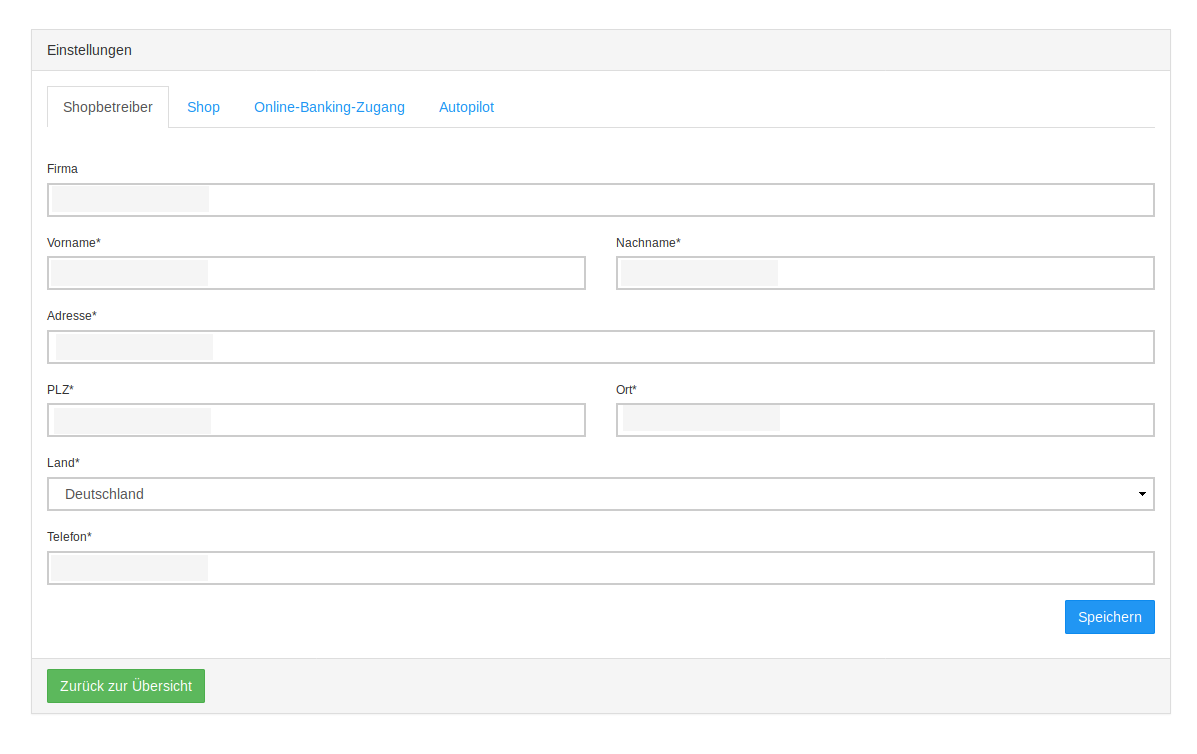 Einstellungen
Shopbetreiber Shop Online-Banking-Zugang Autopilot
Firma
Vorname* Nachname*
Adresse*
PLZ* Ort*
Land*
Deutschland
Telefon*
Speichern
Zurück zur Übersicht